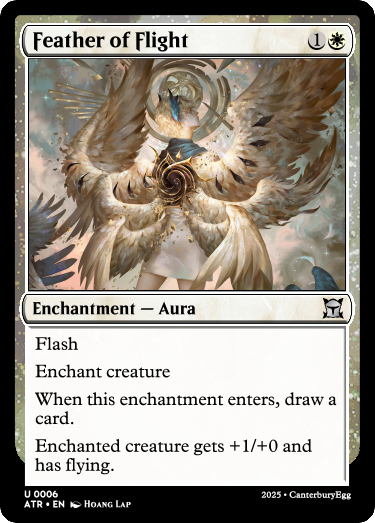 Feather of Flight 1
Enchantment — Aura
Flash
Enchant creature
When this enchantment enters, draw a
card.
Enchanted creature gets +1/+0 and
has flying.
U 0006 2025 • CanterburyEgg
ATR • EN Hoang Lap